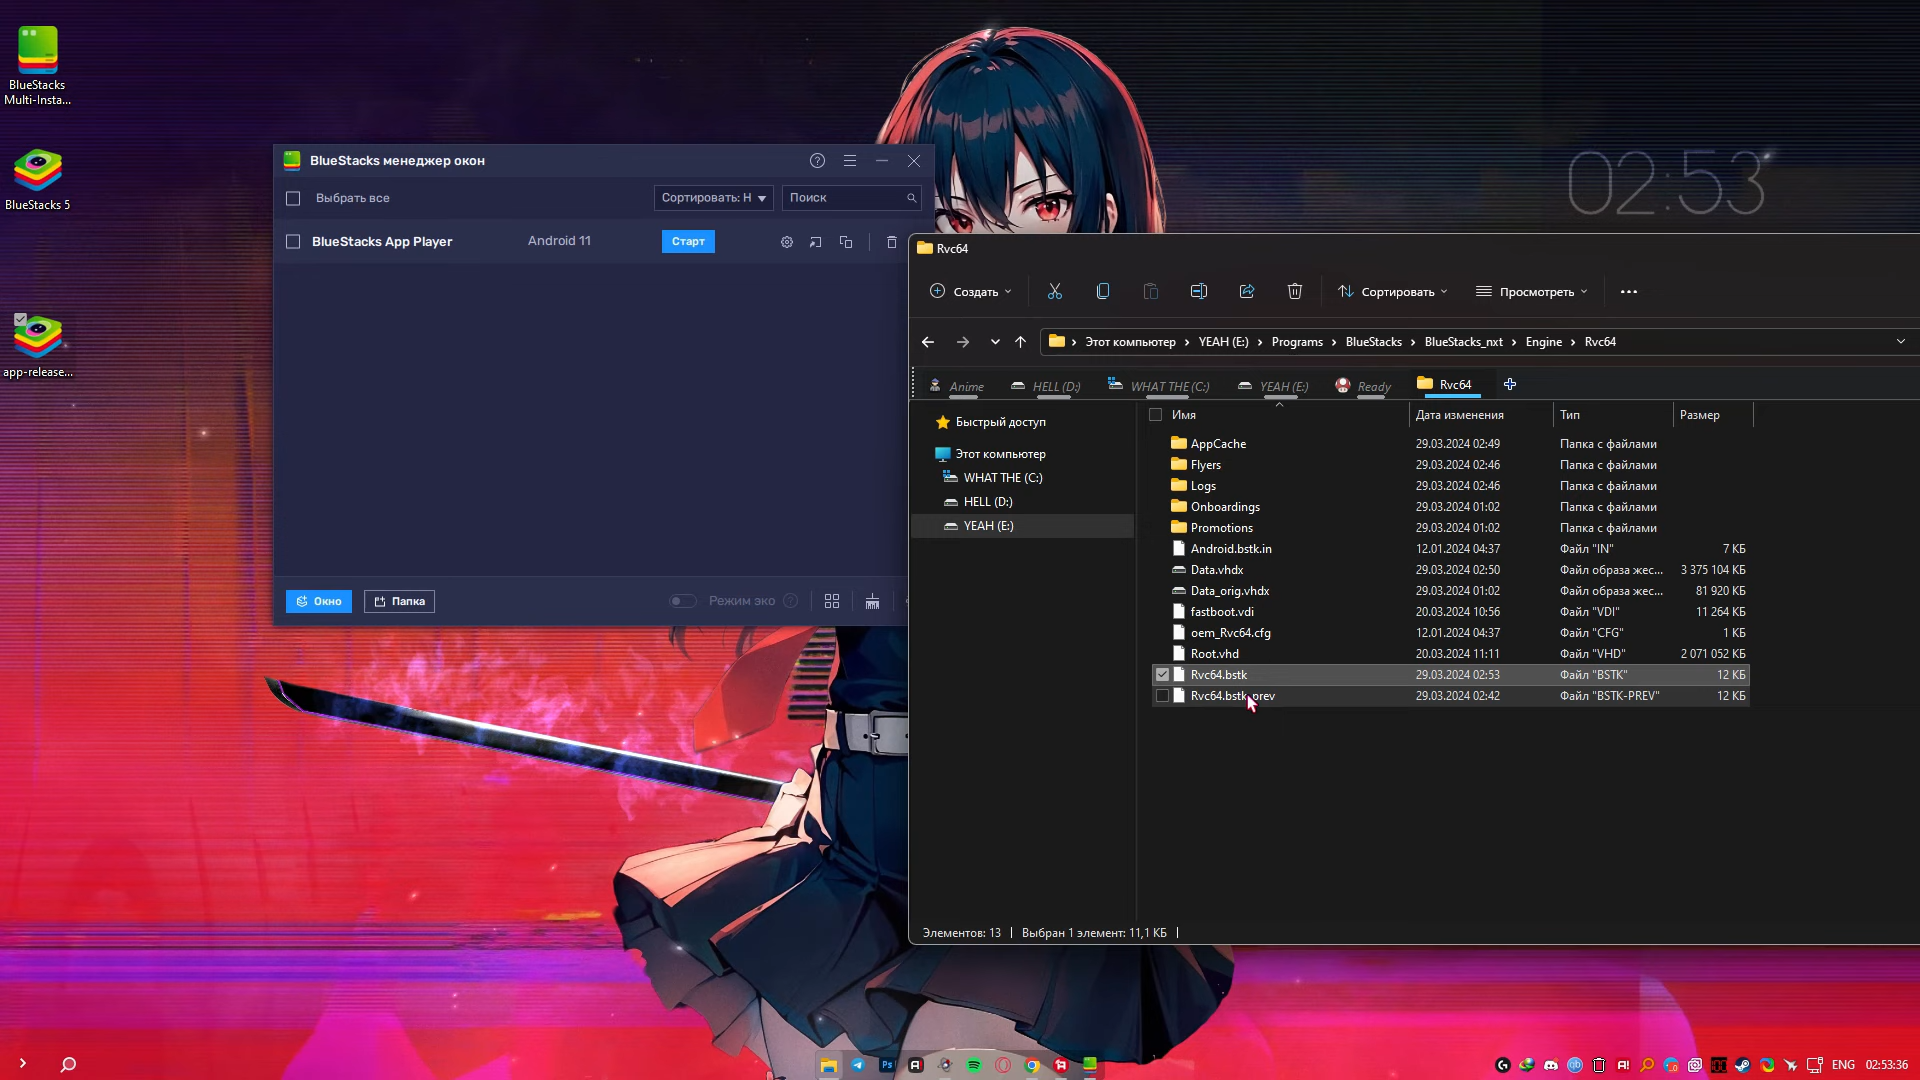 BlueStacks
Multi-Insta...
BlueStacks 5
app-release...
BlueStacks менеджер окон
Выбрать все
Сортировать: Н
Поиск
BlueStacks App Player
Android 11
Старт
Окно
Папка
Режим эко
02:53
Rvc64
Создать
Сортировать
Просмотреть
Этот компьютер
YEAH (E:)
Programs
BlueStacks
BlueStacks_nxt
Engine
Rvc64
Anime
HELL (D:)
WHAT THE (C:)
YEAH (E:)
Ready
Rvc64
Быстрый доступ
Этот компьютер
WHAT THE (C:)
HELL (D:)
YEAH (E:)
Имя Дата изменения Тип Размер
AppCache 29.03.2024 02:49 Папка с файлами
Flyers 29.03.2024 02:46 Папка с файлами
Logs 29.03.2024 02:46 Папка с файлами
Onboardings 29.03.2024 01:02 Папка с файлами
Promotions 29.03.2024 01:02 Папка с файлами
Android.bstk.in 12.01.2024 04:37 Файл "IN" 7 КБ
Data.vhdx 29.03.2024 02:50 Файл образа жес... 3 375 104 КБ
Data_orig.vhdx 29.03.2024 01:02 Файл образа жес... 81 920 КБ
fastboot.vdi 20.03.2024 10:56 Файл "VDI" 11 264 КБ
oem_Rvc64.cfg 12.01.2024 04:37 Файл "CFG" 1 КБ
Root.vhd 20.03.2024 11:11 Файл "VHD" 2 071 052 КБ
Rvc64.bstk 29.03.2024 02:53 Файл "BSTK" 12 КБ
Rvc64.bstk-prev 29.03.2024 02:42 Файл "BSTK-PREV" 12 КБ
Элементов: 13
Выбран 1 элемент: 11,1 КБ
ENG
02:53:36